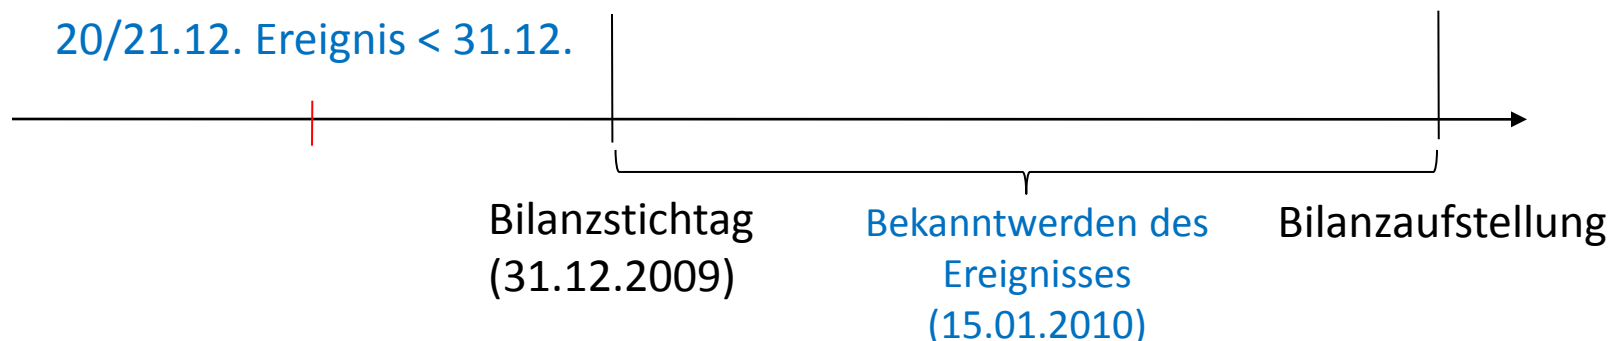 20/21.12. Ereignis < 31.12.
Bilanzstichtag
(31.12.2009)
Bekanntwerden des
Ereignisses
(15.01.2010)
Bilanzaufstellung